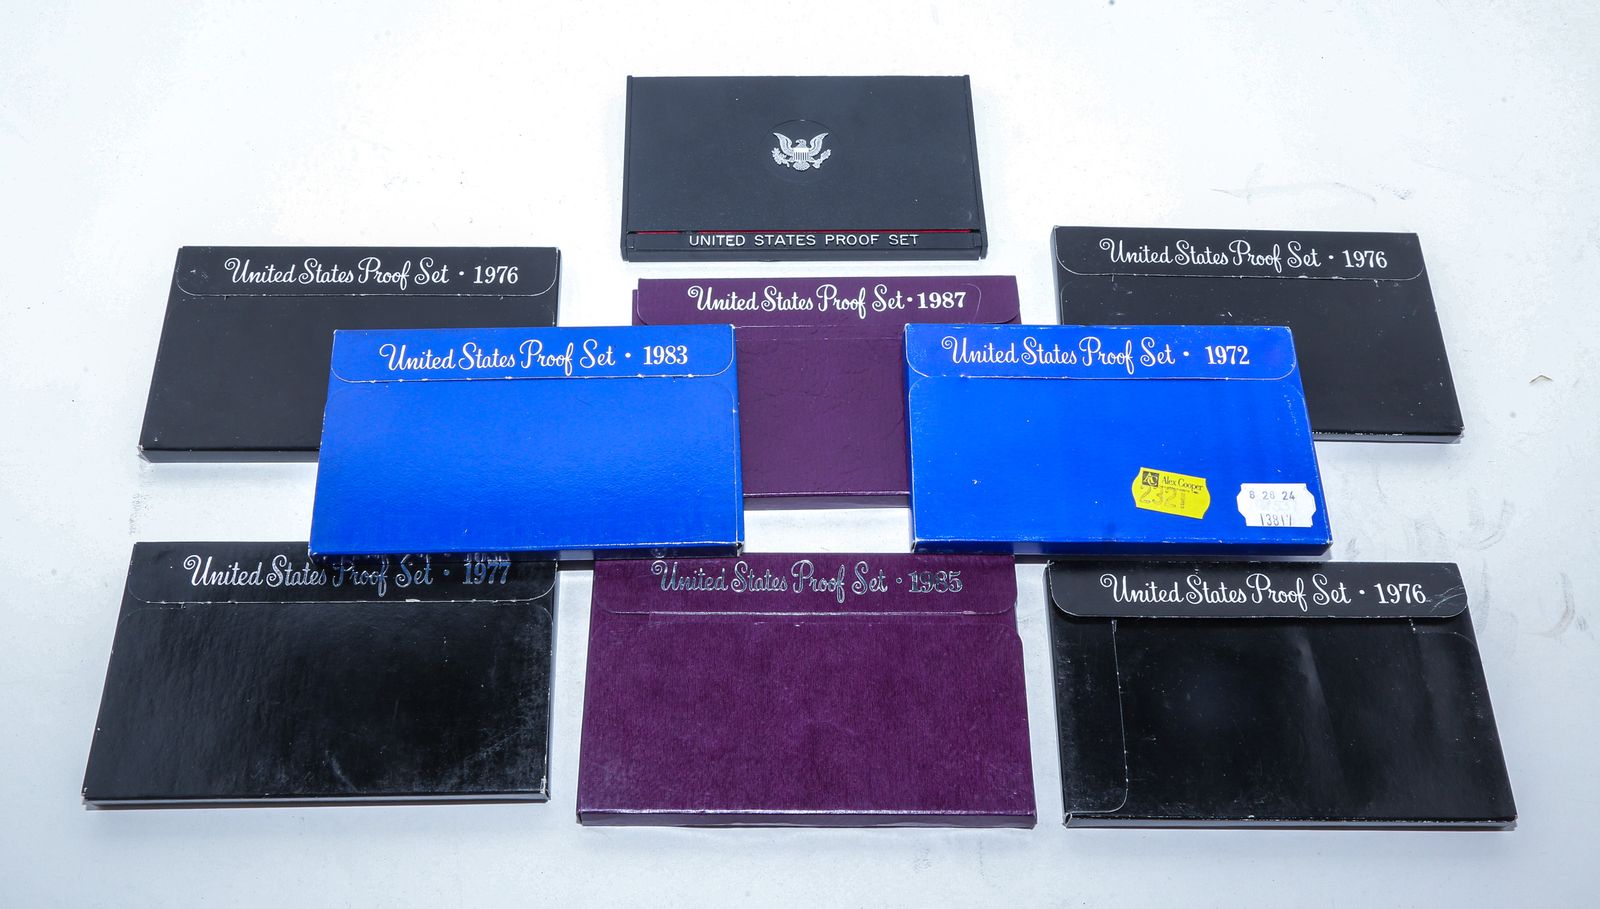 UNITED STATES PROOF SET
United States Proof Set · 1976
United States Proof Set · 1976
United States Proof Set · 1987
United States Proof Set · 1983
United States Proof Set · 1972
Alex Cooper
2321
8 26 24
13817
United States Proof Set · 1977
United States Proof Set · 1985
United States Proof Set · 1976